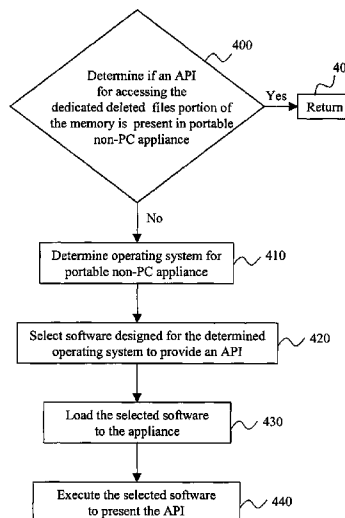 400
Determine if an API
for accessing the
dedicated deleted files portion of
the memory is present in portable
non-PC appliance
Yes
Return
No
Determine operating system for
portable non-PC appliance
410
Select software designed for the determined
operating system to provide an API
420
Load the selected software
to the appliance
430
Execute the selected software
to present the API
440